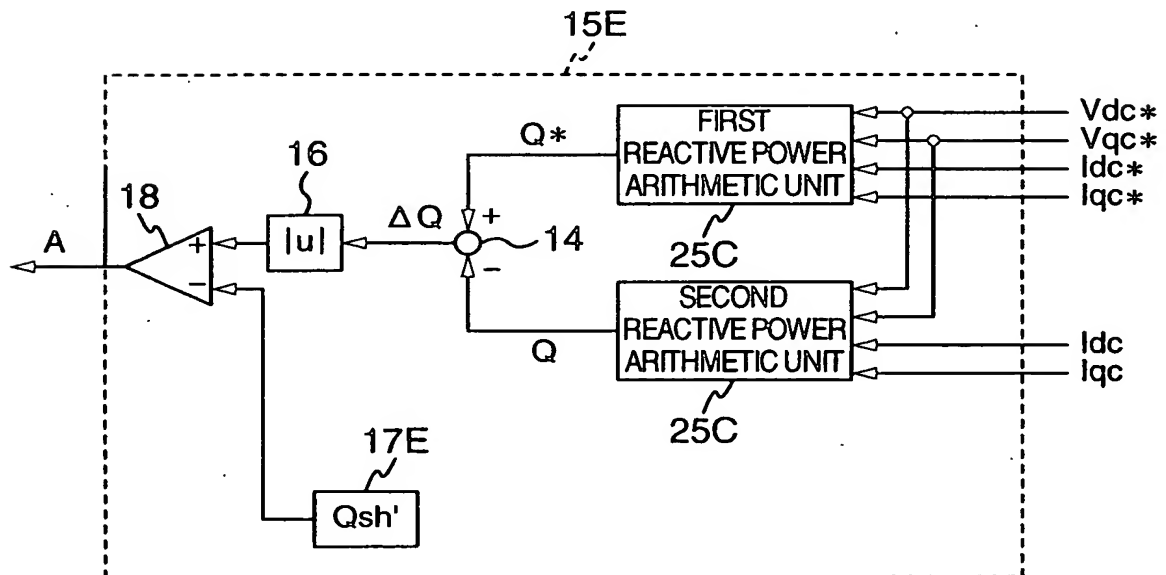 15E
Vdc*
Vqc*
Idc*
Iqc*
FIRST
REACTIVE POWER
ARITHMETIC UNIT
25C
Q*
16
|u|
ΔQ
+
14
−
18
A
+
−
SECOND
REACTIVE POWER
ARITHMETIC UNIT
25C
Q
Idc
Iqc
17E
Qsh'